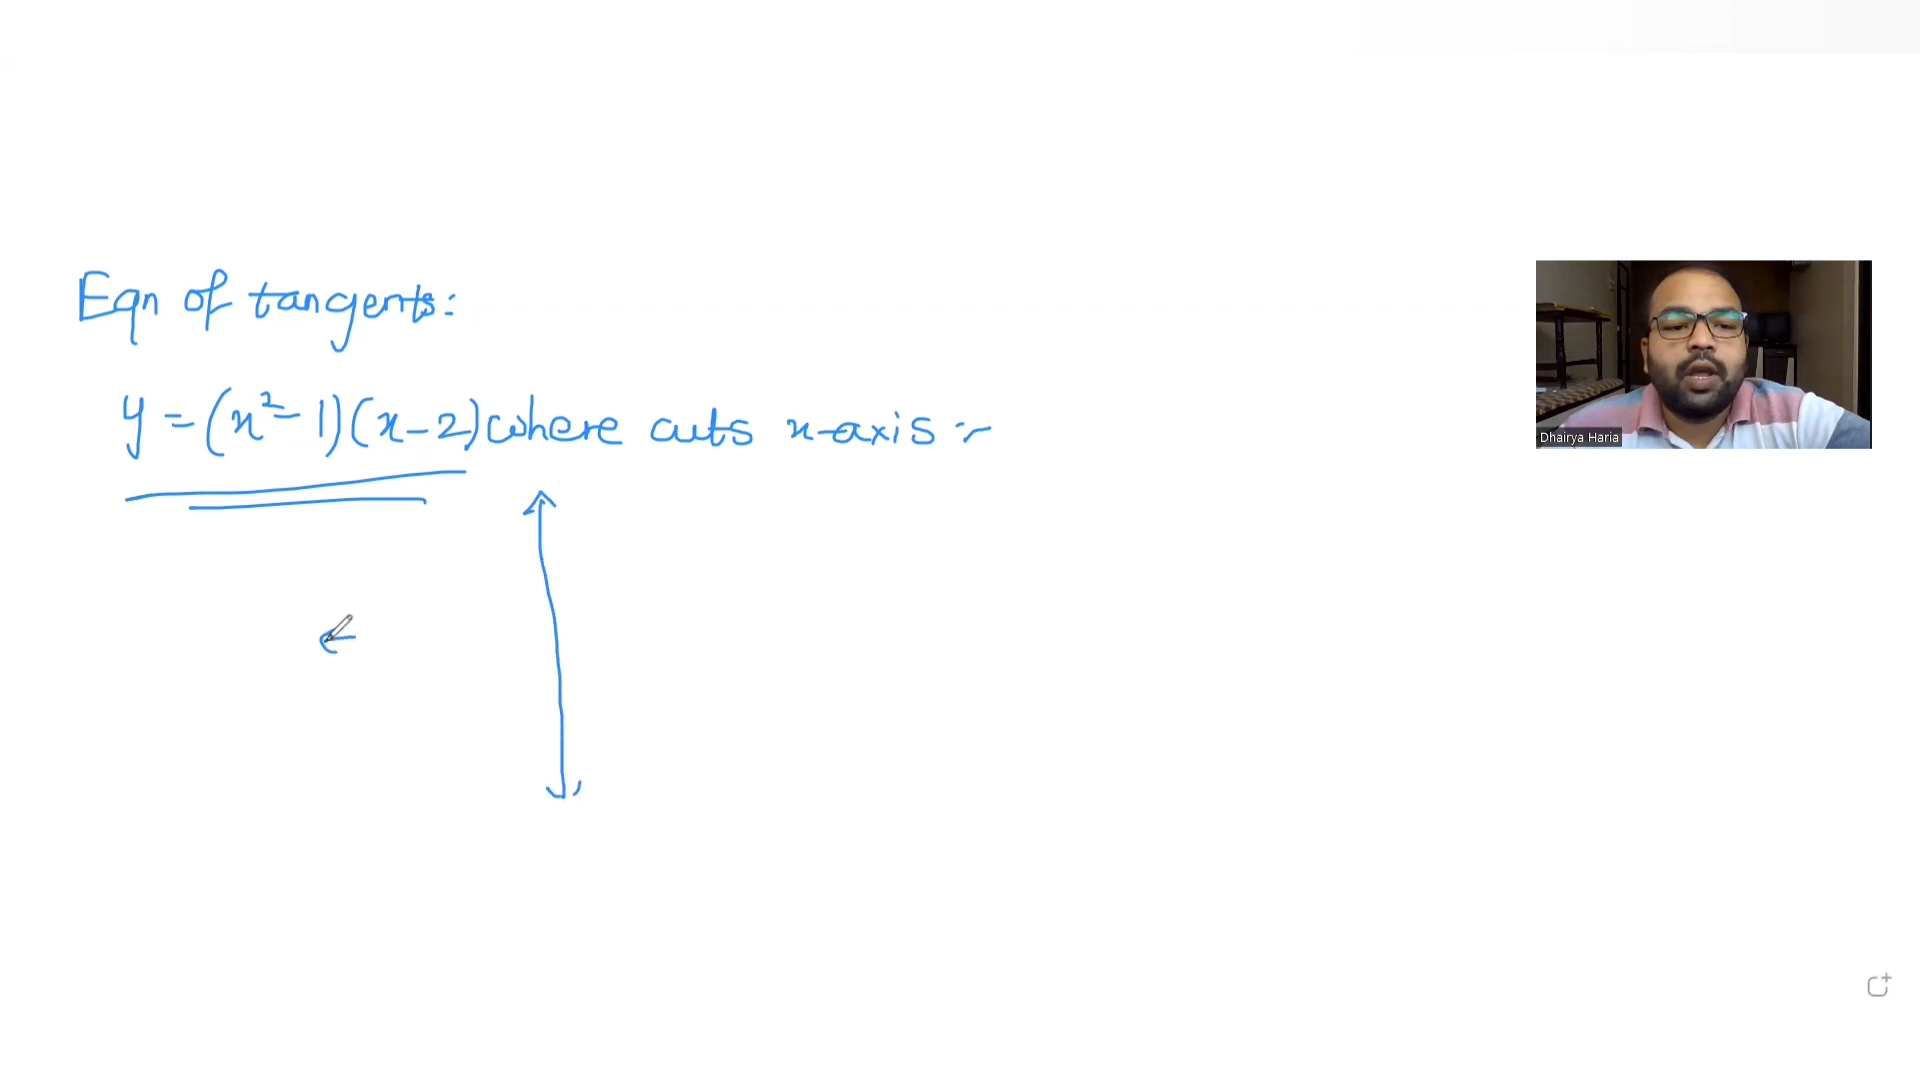 Eqn of tangents:
y = (x²-1)(x-2) where cuts x-axis :-
Dhairya Haria